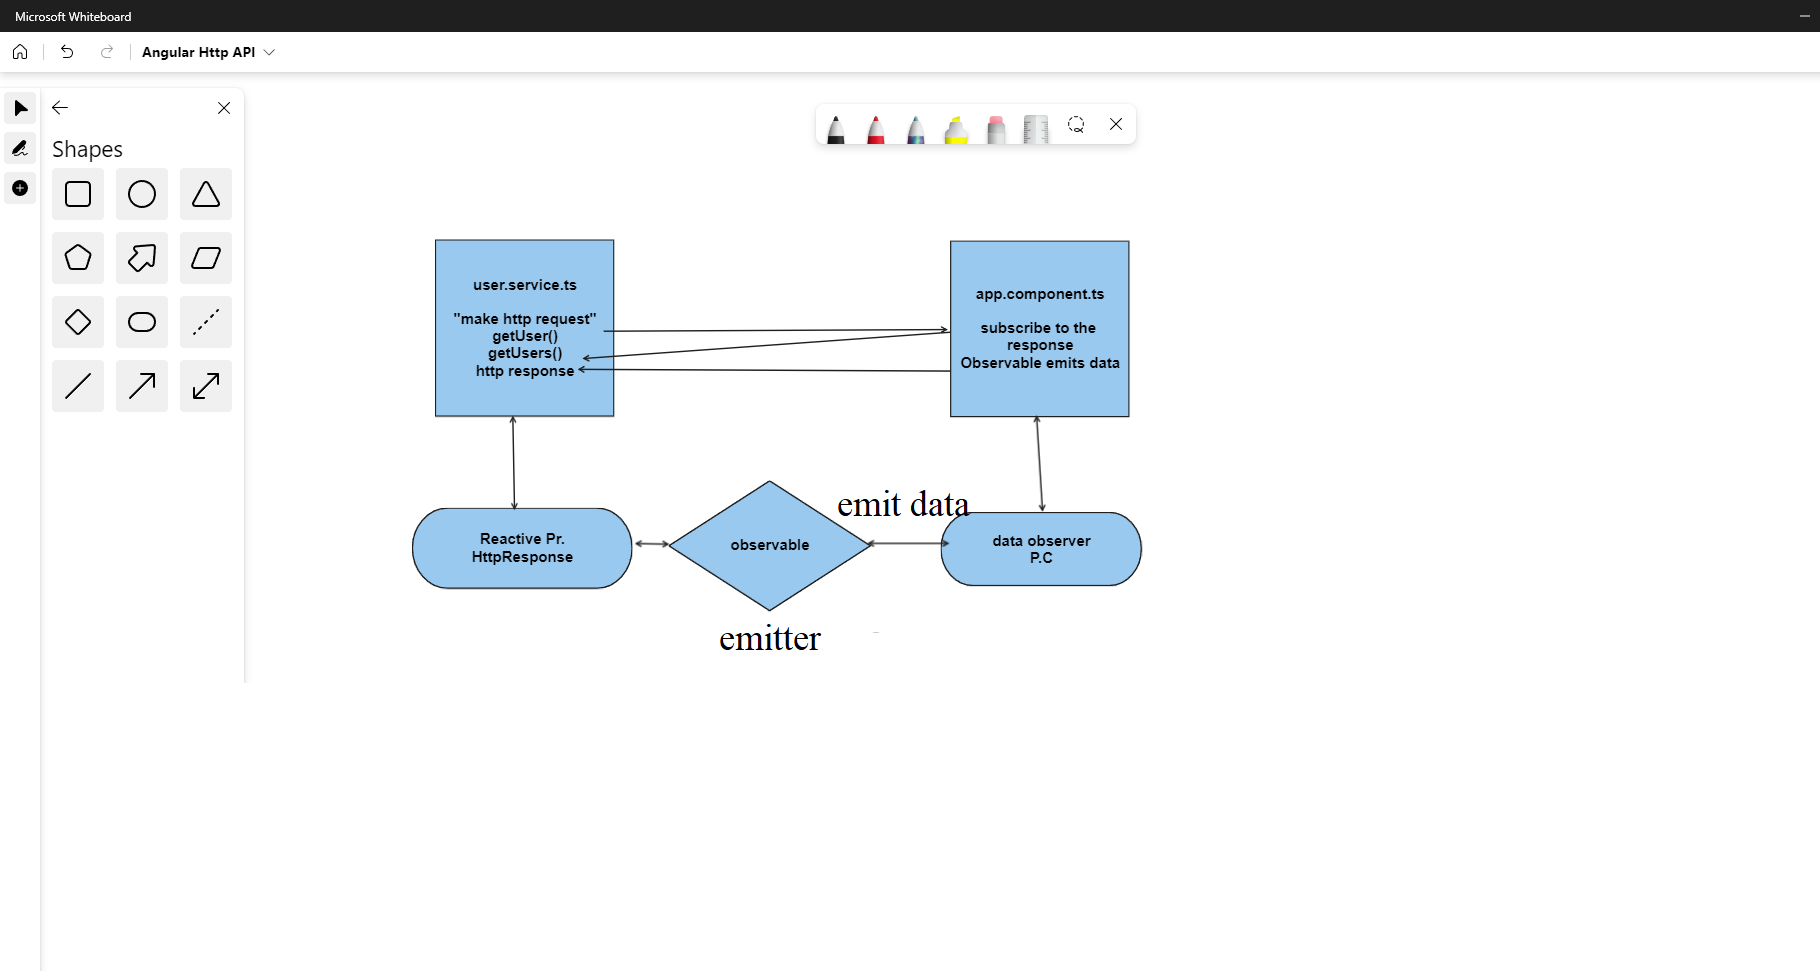 Microsoft Whiteboard
Angular Http API
Shapes
user.service.ts
"make http request"
getUser()
getUsers()
http response
app.component.ts
subscribe to the
response
Observable emits data
emit data
Reactive Pr.
HttpResponse
observable
data observer
P.C
emitter